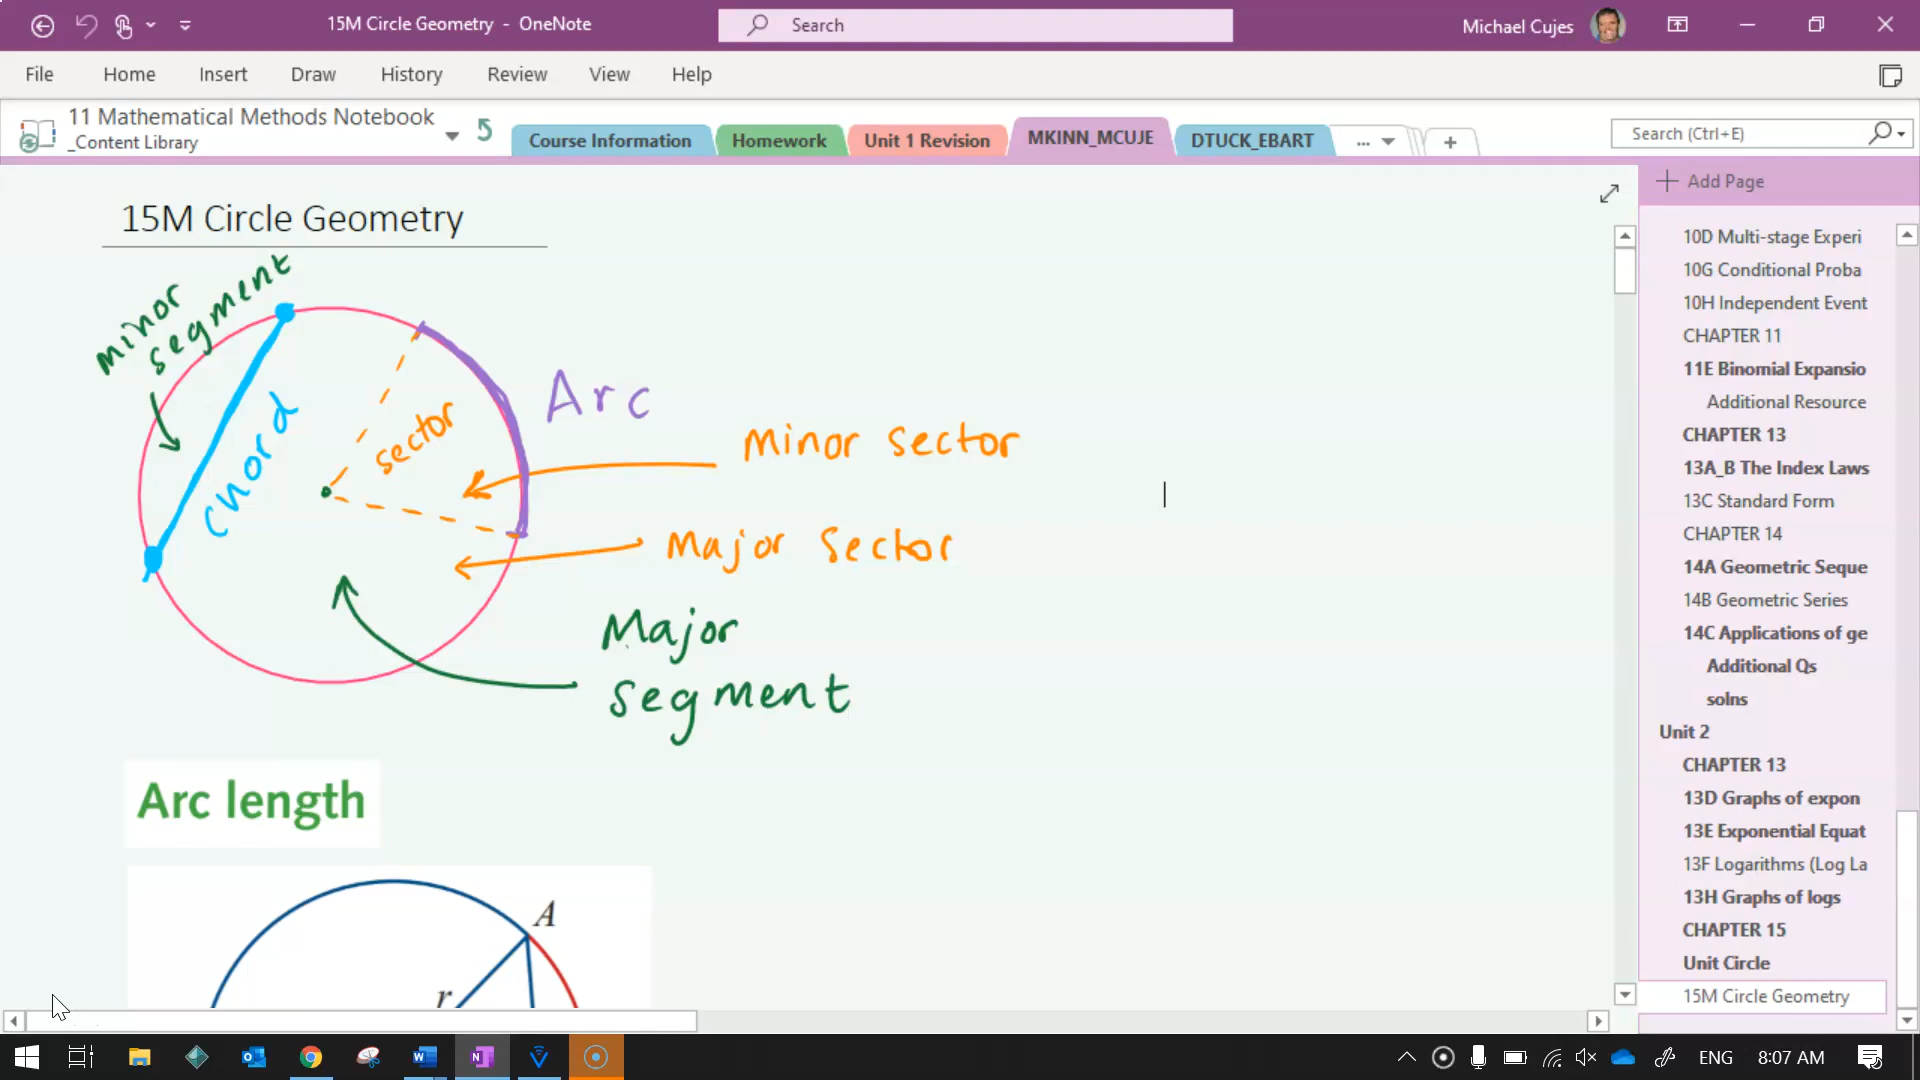 15M Circle Geometry - OneNote
Search
Michael Cujes
File Home Insert Draw History Review View Help
11 Mathematical Methods Notebook
_Content Library
Course Information
Homework
Unit 1 Revision
MKINN_MCUJE
DTUCK_EBART
...
Search (Ctrl+E)
15M Circle Geometry
minor
segment
chord
sector
Arc
Minor sector
Major sector
Major
segment
Arc length
A
r
Add Page
10D Multi-stage Experi
10G Conditional Proba
10H Independent Event
CHAPTER 11
11E Binomial Expansio
Additional Resource
CHAPTER 13
13A_B The Index Laws
13C Standard Form
CHAPTER 14
14A Geometric Seque
14B Geometric Series
14C Applications of ge
Additional Qs
solns
Unit 2
CHAPTER 13
13D Graphs of expon
13E Exponential Equat
13F Logarithms (Log La
13H Graphs of logs
CHAPTER 15
Unit Circle
15M Circle Geometry
ENG 8:07 AM